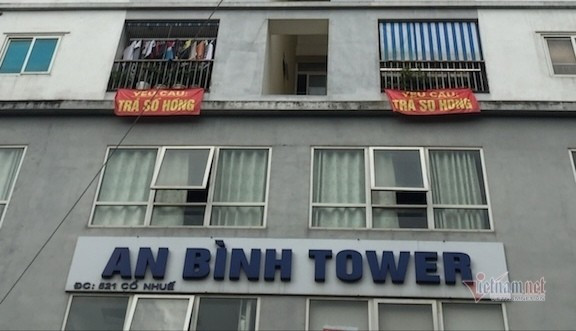 YÊU CẦU
TRẢ SỔ HỒNG
YÊU CẦU
TRẢ SỔ HỒNG
AN BÌNH TOWER
ĐC: 521 CỔ NHUẾ
Vietnamnet